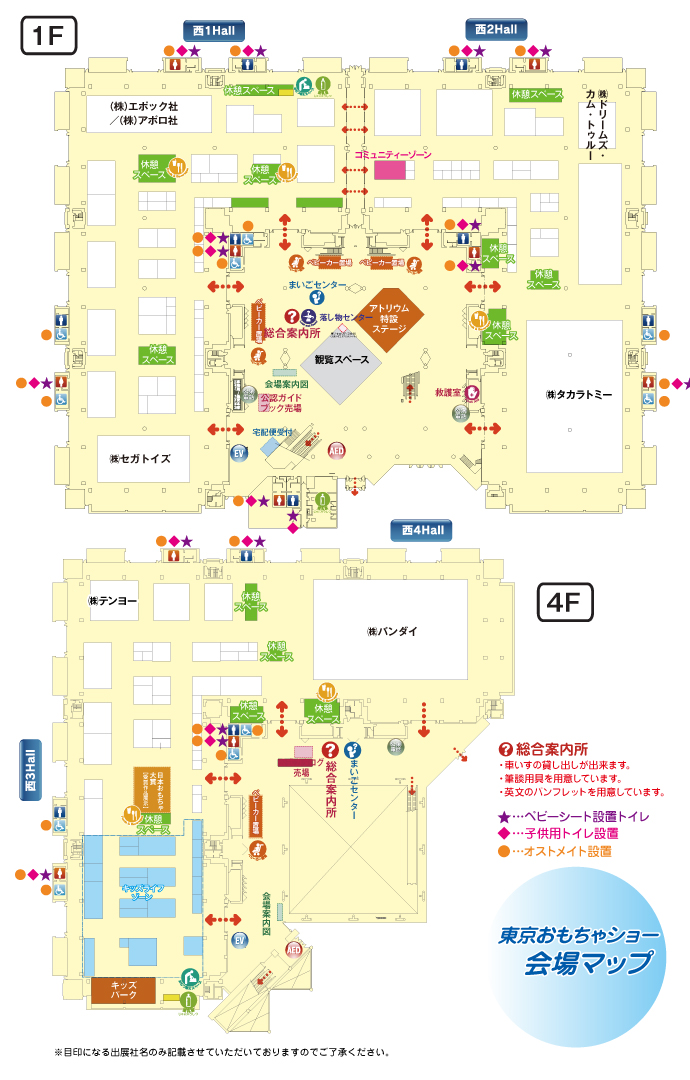 1F
西1Hall
西2Hall
(株)エポック社
／(株)アポロ社
休憩スペース
休憩スペース
㈱ドリームズ・
カム・トゥルー
コミュニティーゾーン
休憩
スペース
休憩
スペース
休憩
スペース
休憩
スペース
ベビーカー置場
ベビーカー置場
まいごセンター
落し物センター
総合案内所
アトリウム
特設
ステージ
ベビーカー置場
休憩
スペース
観覧スペース
休憩
スペース
会場案内図
公認ガイド
ブック売場
救護室
㈱タカラトミー
宅配便受付
㈱セガトイズ
EV
AED
西4Hall
4F
㈱テンヨー
休憩
スペース
㈱バンダイ
休憩
スペース
休憩
スペース
休憩
スペース
西3Hall
売場
総合案内所
まいごセンター
日本おもちゃ
大賞
休憩
スペース
ベビーカー置場
キッズライフ
ゾーン
会場案内図
EV
AED
キッズ
パーク
総合案内所
・車いすの貸し出しが出来ます。
・筆談用具を用意しています。
・英文のパンフレットを用意しています。
★…ベビーシート設置トイレ
◆…子供用トイレ設置
●…オストメイト設置
東京おもちゃショー
会場マップ
※目印になる出展社名のみ記載させていただいておりますのでご了承ください。